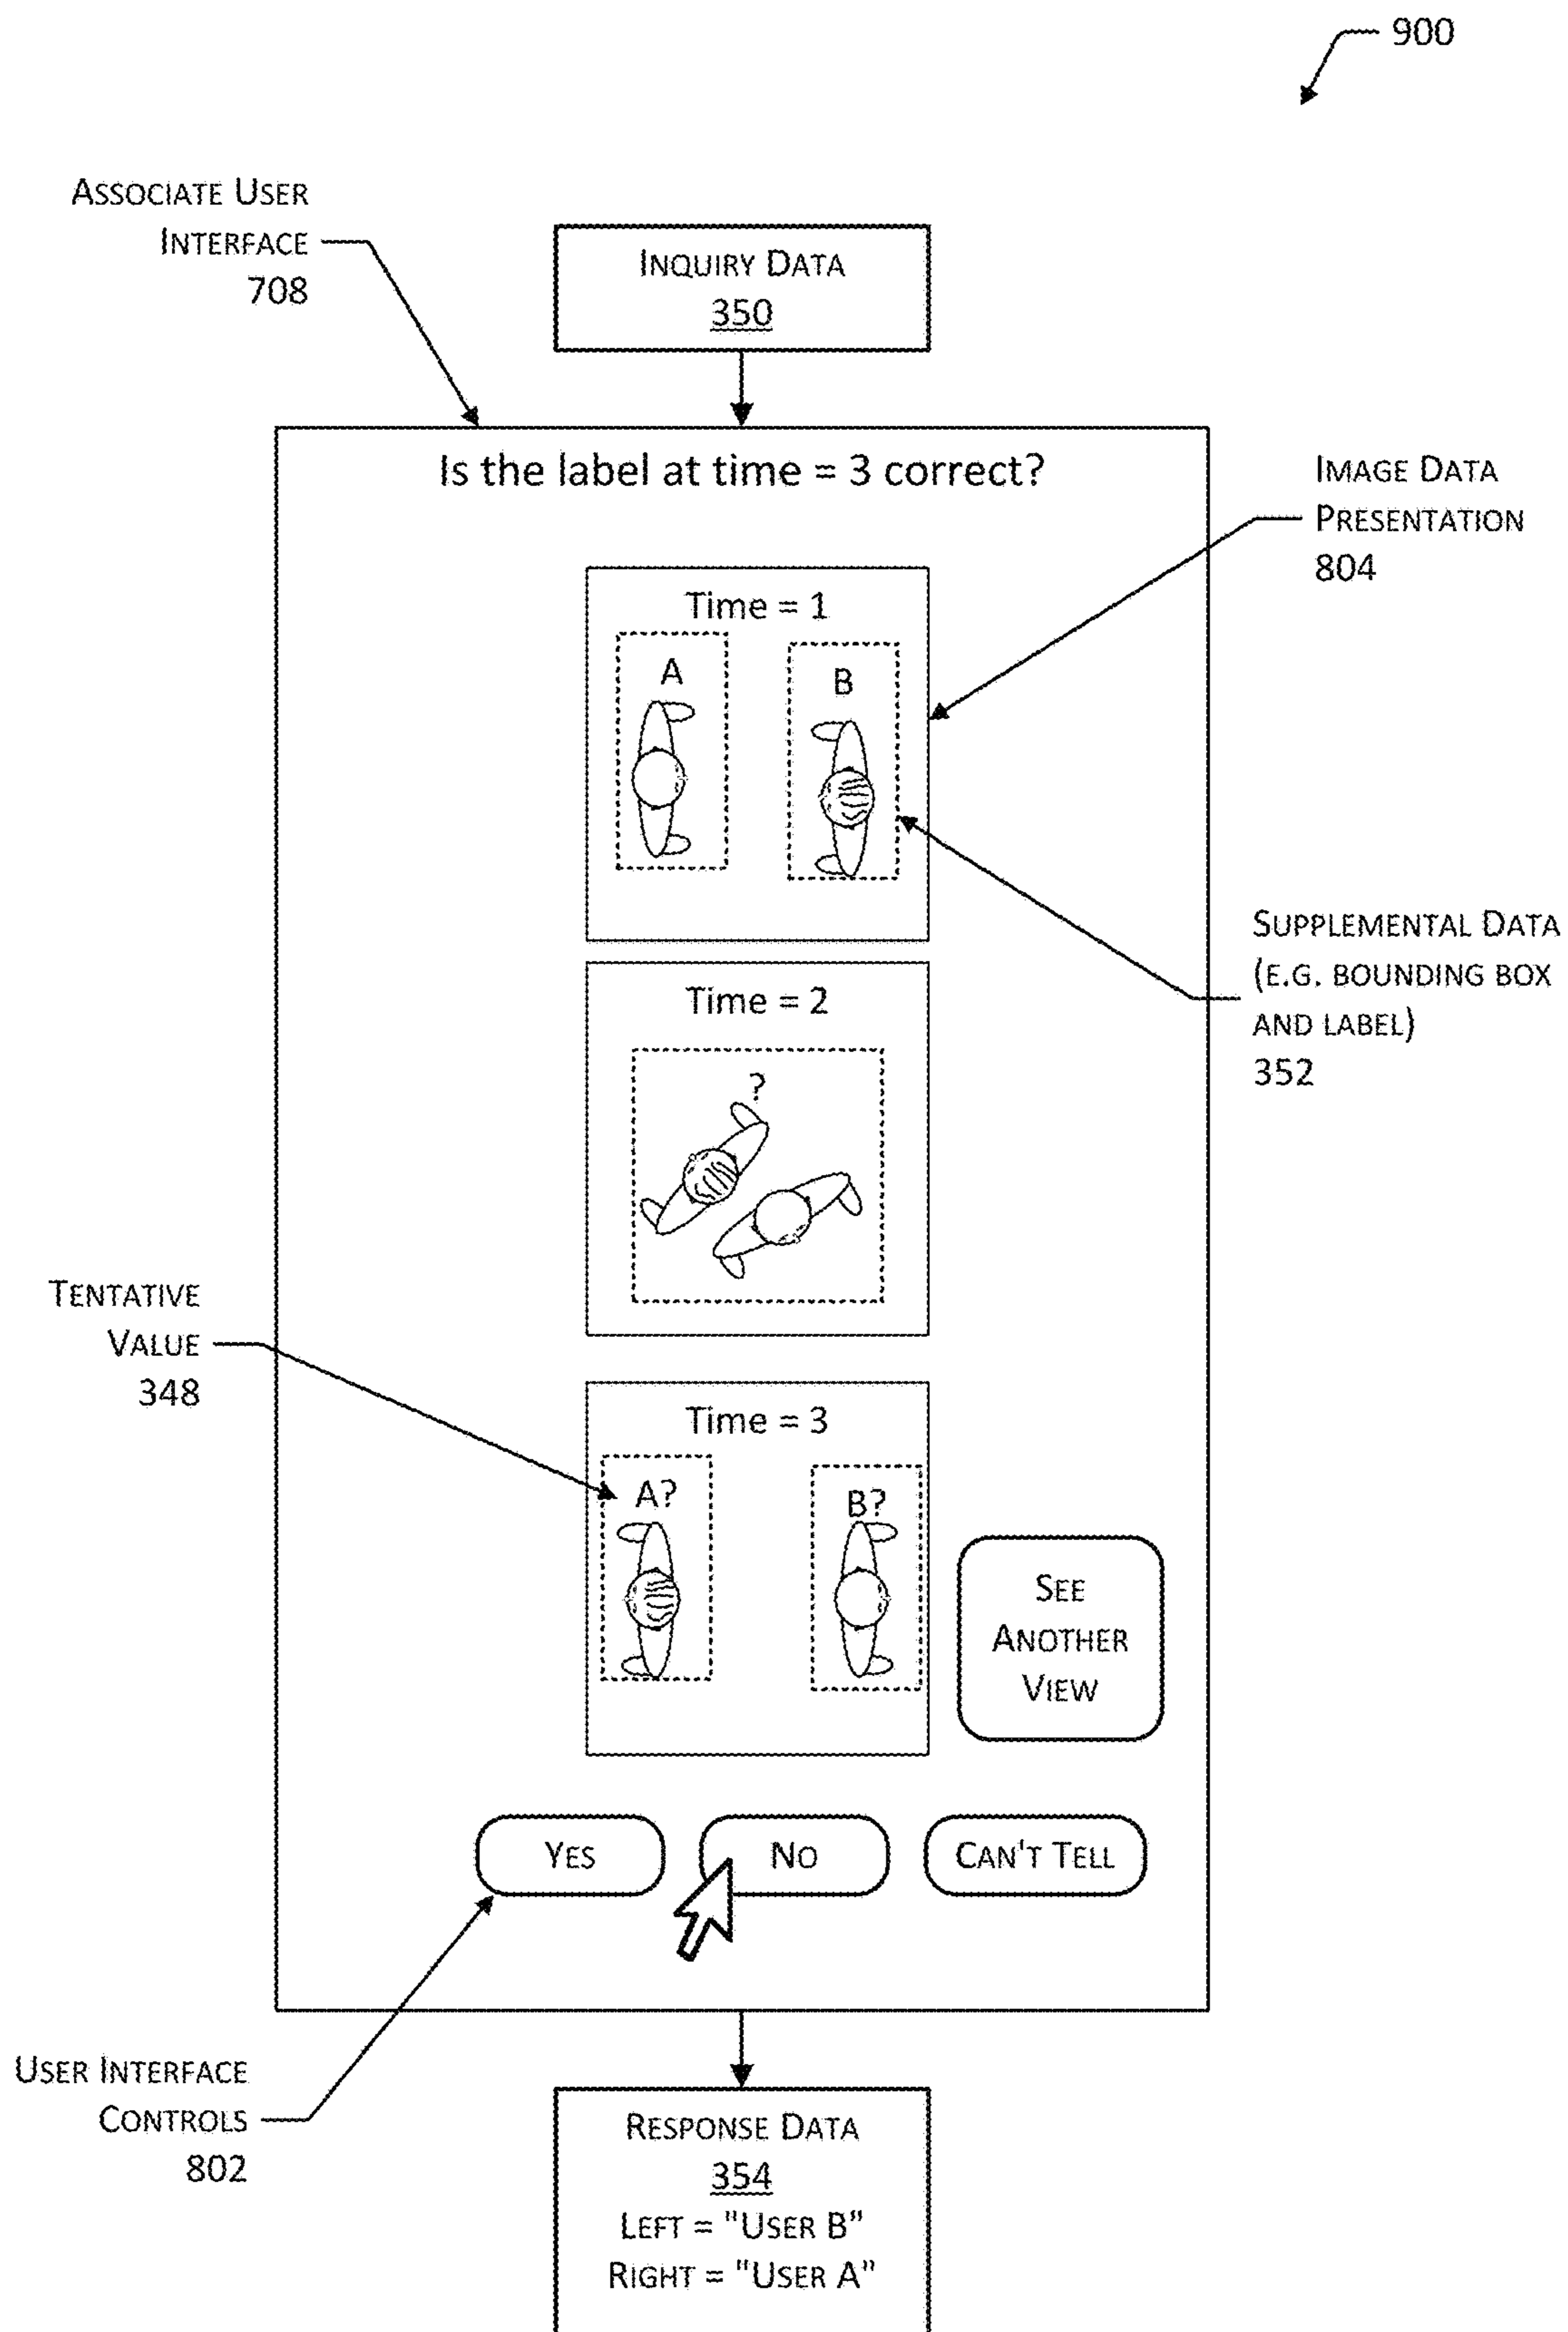 900
ASSOCIATE USER
INTERFACE
708
INQUIRY DATA
350
Is the label at time = 3 correct?
IMAGE DATA
PRESENTATION
804
Time = 1
A
B
SUPPLEMENTAL DATA
(E.G. BOUNDING BOX
AND LABEL)
352
Time = 2
?
TENTATIVE
VALUE
348
Time = 3
A?
B?
SEE
ANOTHER
VIEW
YES
NO
CAN'T TELL
USER INTERFACE
CONTROLS
802
RESPONSE DATA
354
LEFT = "USER B"
RIGHT = "USER A"